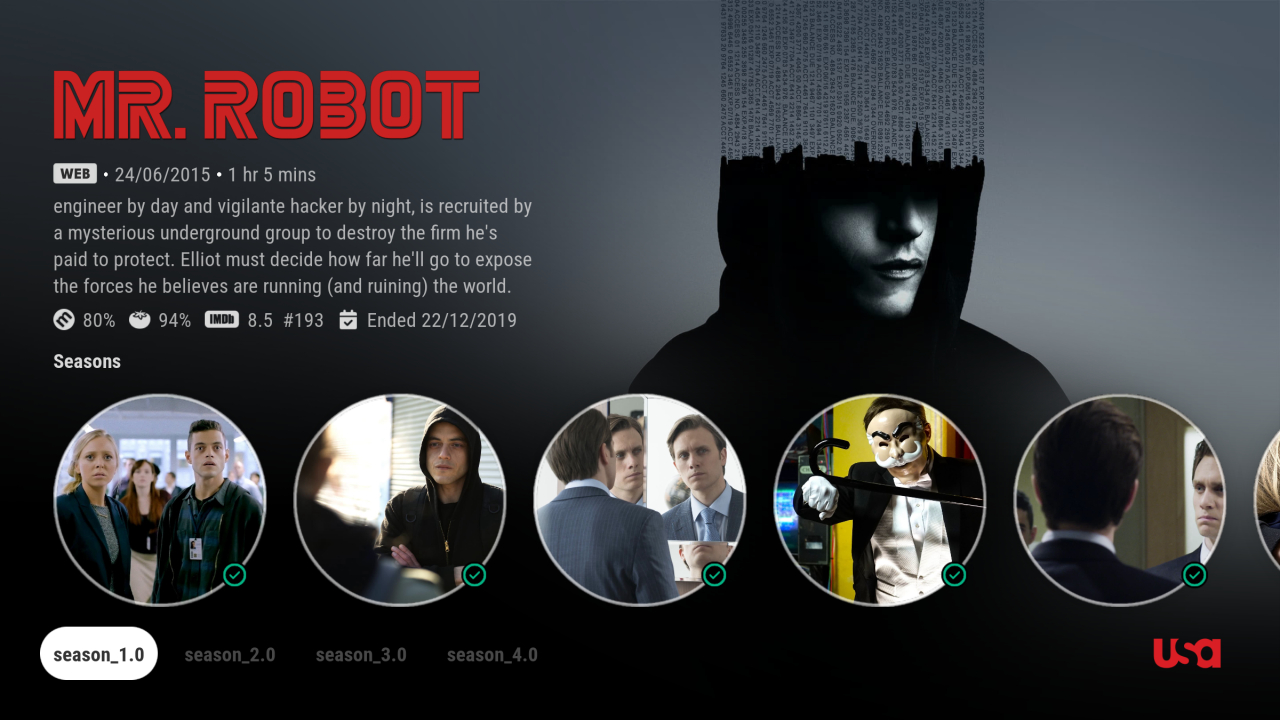 MR. ROBOT
WEB • 24/06/2015 • 1 hr 5 mins
engineer by day and vigilante hacker by night, is recruited by
a mysterious underground group to destroy the firm he's
paid to protect. Elliot must decide how far he'll go to expose
the forces he believes are running (and ruining) the world.
80% 94% IMDb 8.5 #193 Ended 22/12/2019
Seasons
season_1.0 season_2.0 season_3.0 season_4.0
usa